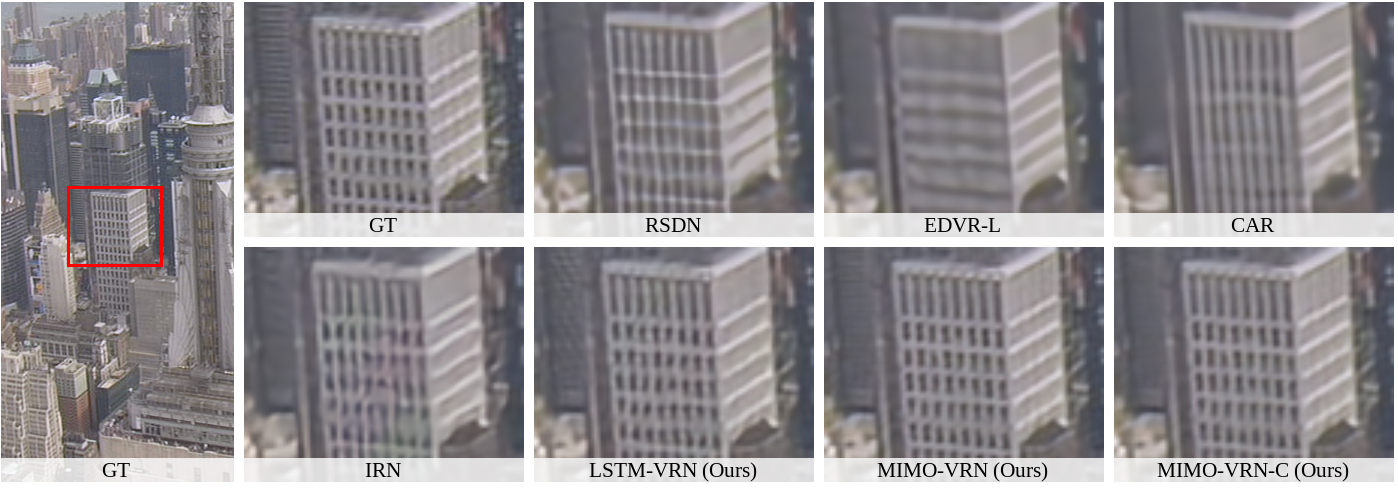 GT
RSDN
EDVR-L
CAR
GT
IRN
LSTM-VRN (Ours)
MIMO-VRN (Ours)
MIMO-VRN-C (Ours)